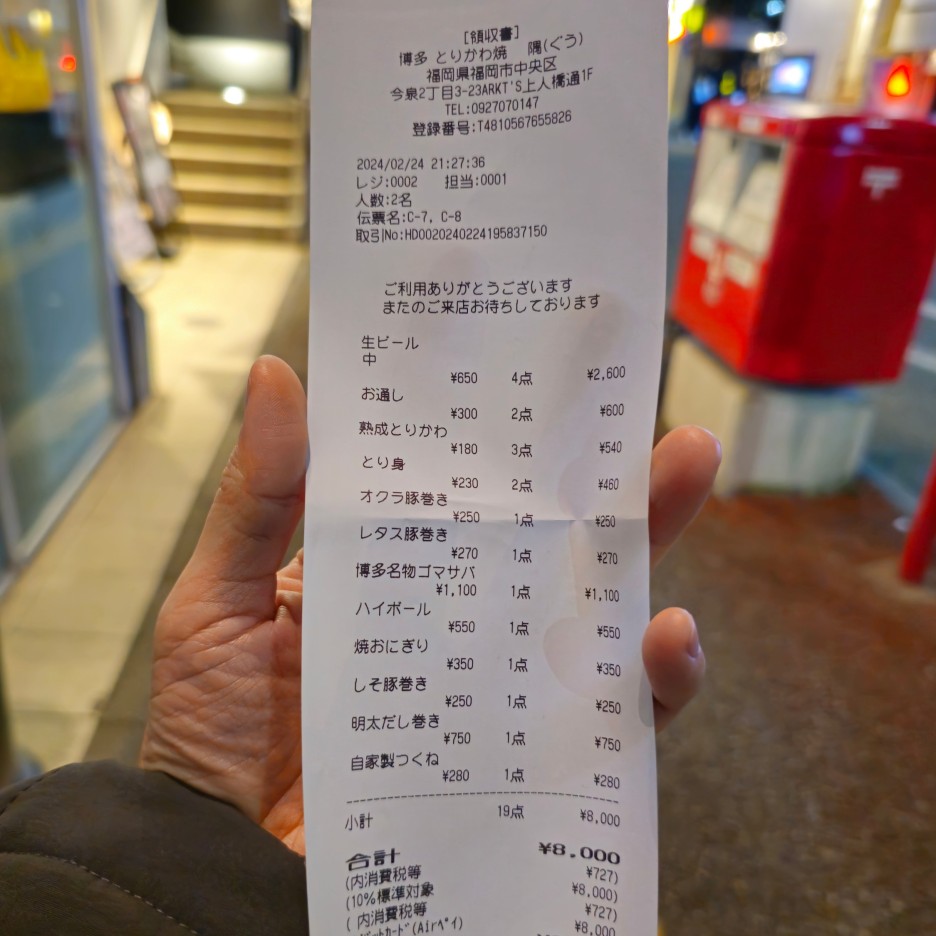 [領収書]
博多 とりかわ焼 隅(ぐう)
福岡県福岡市中央区
今泉2丁目3-23ARKT'S上人橋通1F
TEL:0927070147
登録番号:T4810567655826
2024/02/24 21:27:36
レジ:0002 担当:0001
人数:2名
伝票名:C-7, C-8
取引No:HD0020240224195837150
ご利用ありがとうございます
またのご来店お待ちしております
生ビール
中
¥650 4点 ¥2,600
お通し
¥300 2点 ¥600
熟成とりかわ
¥180 3点 ¥540
とり身
¥230 2点 ¥460
オクラ豚巻き
¥250 1点 ¥250
レタス豚巻き
¥270 1点 ¥270
博多名物ゴマサバ
¥1,100 1点 ¥1,100
ハイボール
¥550 1点 ¥550
焼おにぎり
¥350 1点 ¥350
しそ豚巻き
¥250 1点 ¥250
明太だし巻き
¥750 1点 ¥750
自家製つくね
¥280 1点 ¥280
小計 19点 ¥8,000
合計 ¥8,000
(内消費税等 ¥727)
(10%標準対象 ¥8,000)
( 内消費税等 ¥727)
(Airペイ) ¥8,000